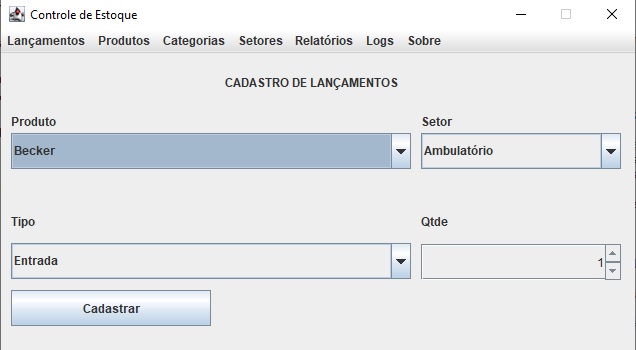 Controle de Estoque
Lançamentos Produtos Categorias Setores Relatórios Logs Sobre
CADASTRO DE LANÇAMENTOS
Produto Setor
Becker Ambulatório
Tipo Qtde
Entrada 1
Cadastrar